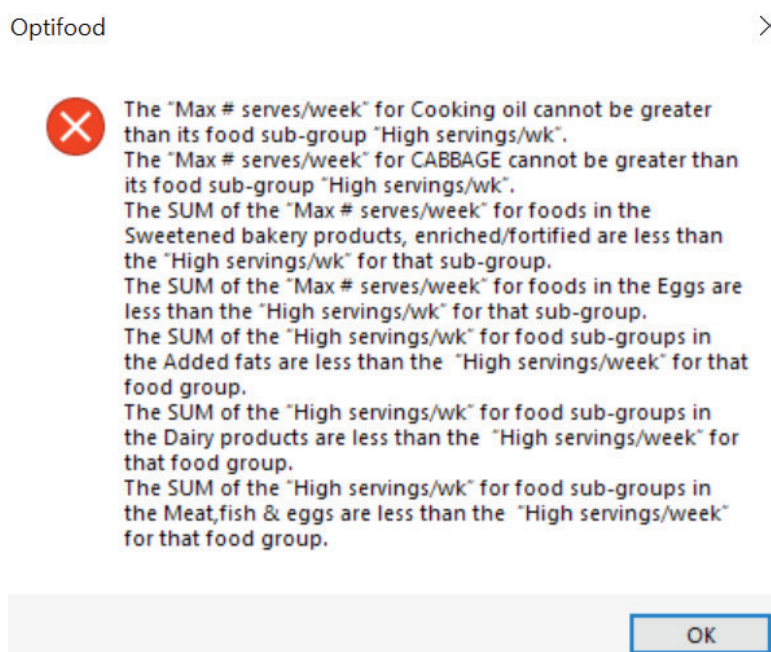 Optifood
The "Max # serves/week" for Cooking oil cannot be greater
than its food sub-group "High servings/wk".
The "Max # serves/week" for CABBAGE cannot be greater than
its food sub-group "High servings/wk".
The SUM of the "Max # serves/week" for foods in the
Sweetened bakery products, enriched/fortified are less than
the "High servings/wk" for that sub-group.
The SUM of the "Max # serves/week" for foods in the Eggs are
less than the "High servings/wk" for that sub-group.
The SUM of the "High servings/wk" for food sub-groups in
the Added fats are less than the  "High servings/week" for that
food group.
The SUM of the "High servings/wk" for food sub-groups in
the Dairy products are less than the  "High servings/week" for
that food group.
The SUM of the "High servings/wk" for food sub-groups in
the Meat,fish & eggs are less than the  "High servings/week"
for that food group.
OK